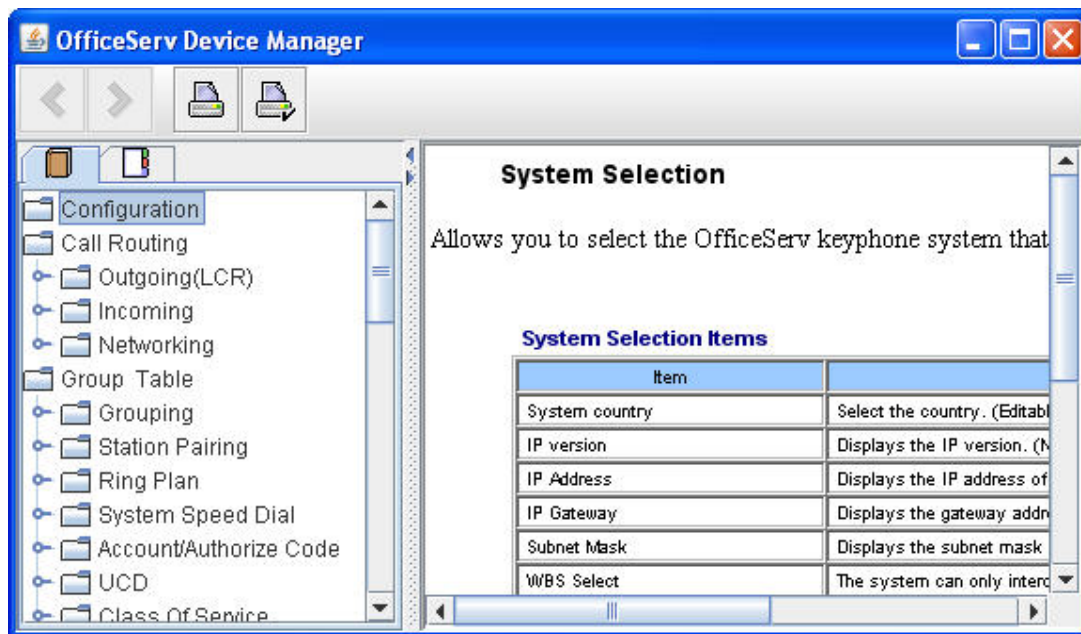 OfficeServ Device Manager
Configuration
Call Routing
Outgoing(LCR)
Incoming
Networking
Group Table
Grouping
Station Pairing
Ring Plan
System Speed Dial
Account/Authorize Code
UCD
Class Of Service
System Selection
Allows you to select the OfficeServ keyphone system that
System Selection Items
Item
System country Select the country. (Editabl
IP version Displays the IP version. (N
IP Address Displays the IP address of
IP Gateway Displays the gateway addr
Subnet Mask Displays the subnet mask
WBS Select The system can only interc